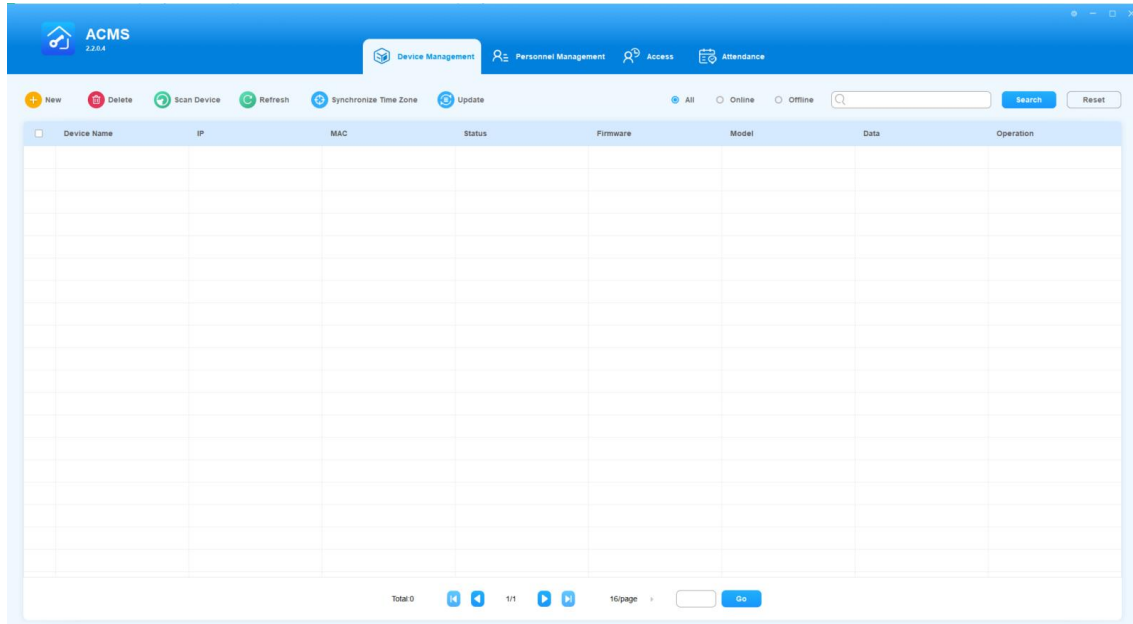 ACMS
2.2.0.4
Device Management Personnel Management Access Attendance
New Delete Scan Device Refresh Synchronize Time Zone Update All Online Offline Search Reset
Device Name IP MAC Status Firmware Model Data Operation
Total:0 1/1 16/page Go